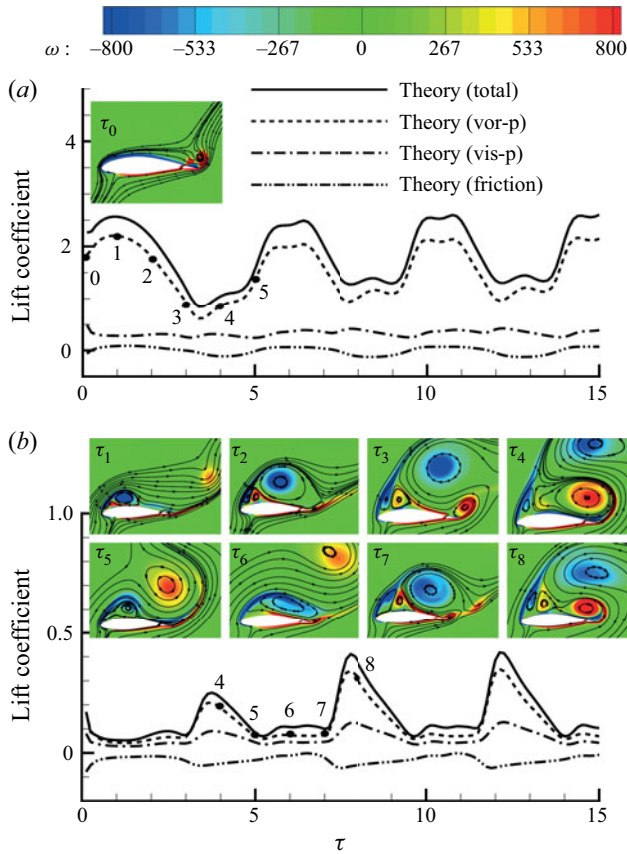 ω : −800 −533 −267 0 267 533 800
(a)
τ0
Theory (total)
Theory (vor-p)
Theory (vis-p)
Theory (friction)
Lift coefficient
4
2
0
0 1 2 3 4 5
0 5 10 15
(b)
τ1 τ2 τ3 τ4
τ5 τ6 τ7 τ8
Lift coefficient
1.0
0.5
0
4 5 6 7 8
0 5 10 15
τ